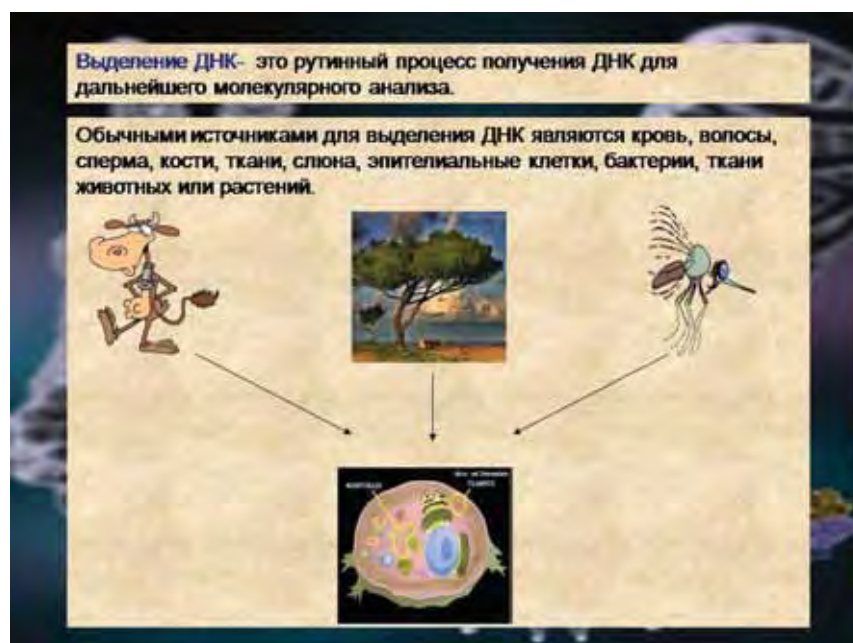 Выделение ДНК- это рутинный процесс получения ДНК для
дальнейшего молекулярного анализа.
Обычными источниками для выделения ДНК являются кровь, волосы,
сперма, кости, ткани, слюна, эпителиальные клетки, бактерии, ткани
животных или растений.